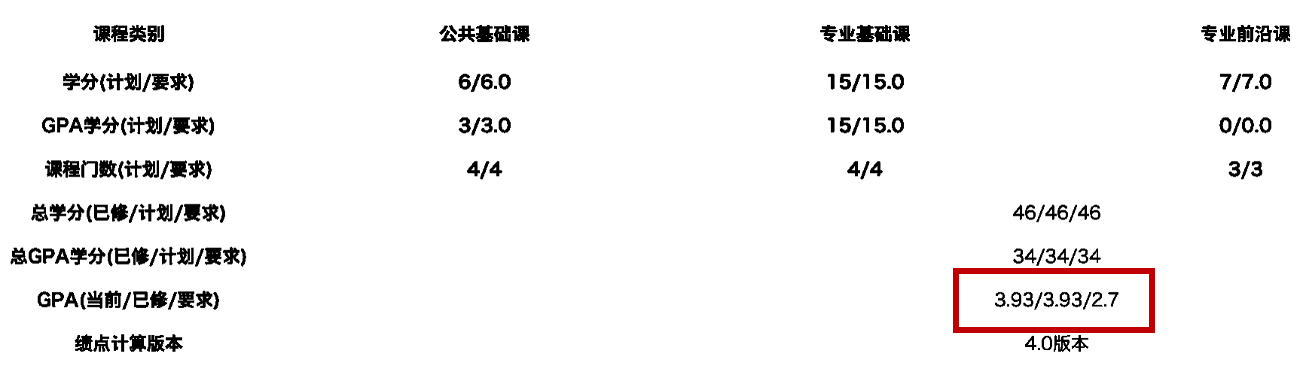 课程类别 公共基础课 专业基础课 专业前沿课
学分(计划/要求) 6/6.0 15/15.0 7/7.0
GPA学分(计划/要求) 3/3.0 15/15.0 0/0.0
课程门数(计划/要求) 4/4 4/4 3/3
总学分(已修/计划/要求) 46/46/46
总GPA学分(已修/计划/要求) 34/34/34
GPA(当前/已修/要求) 3.93/3.93/2.7
绩点计算版本 4.0版本